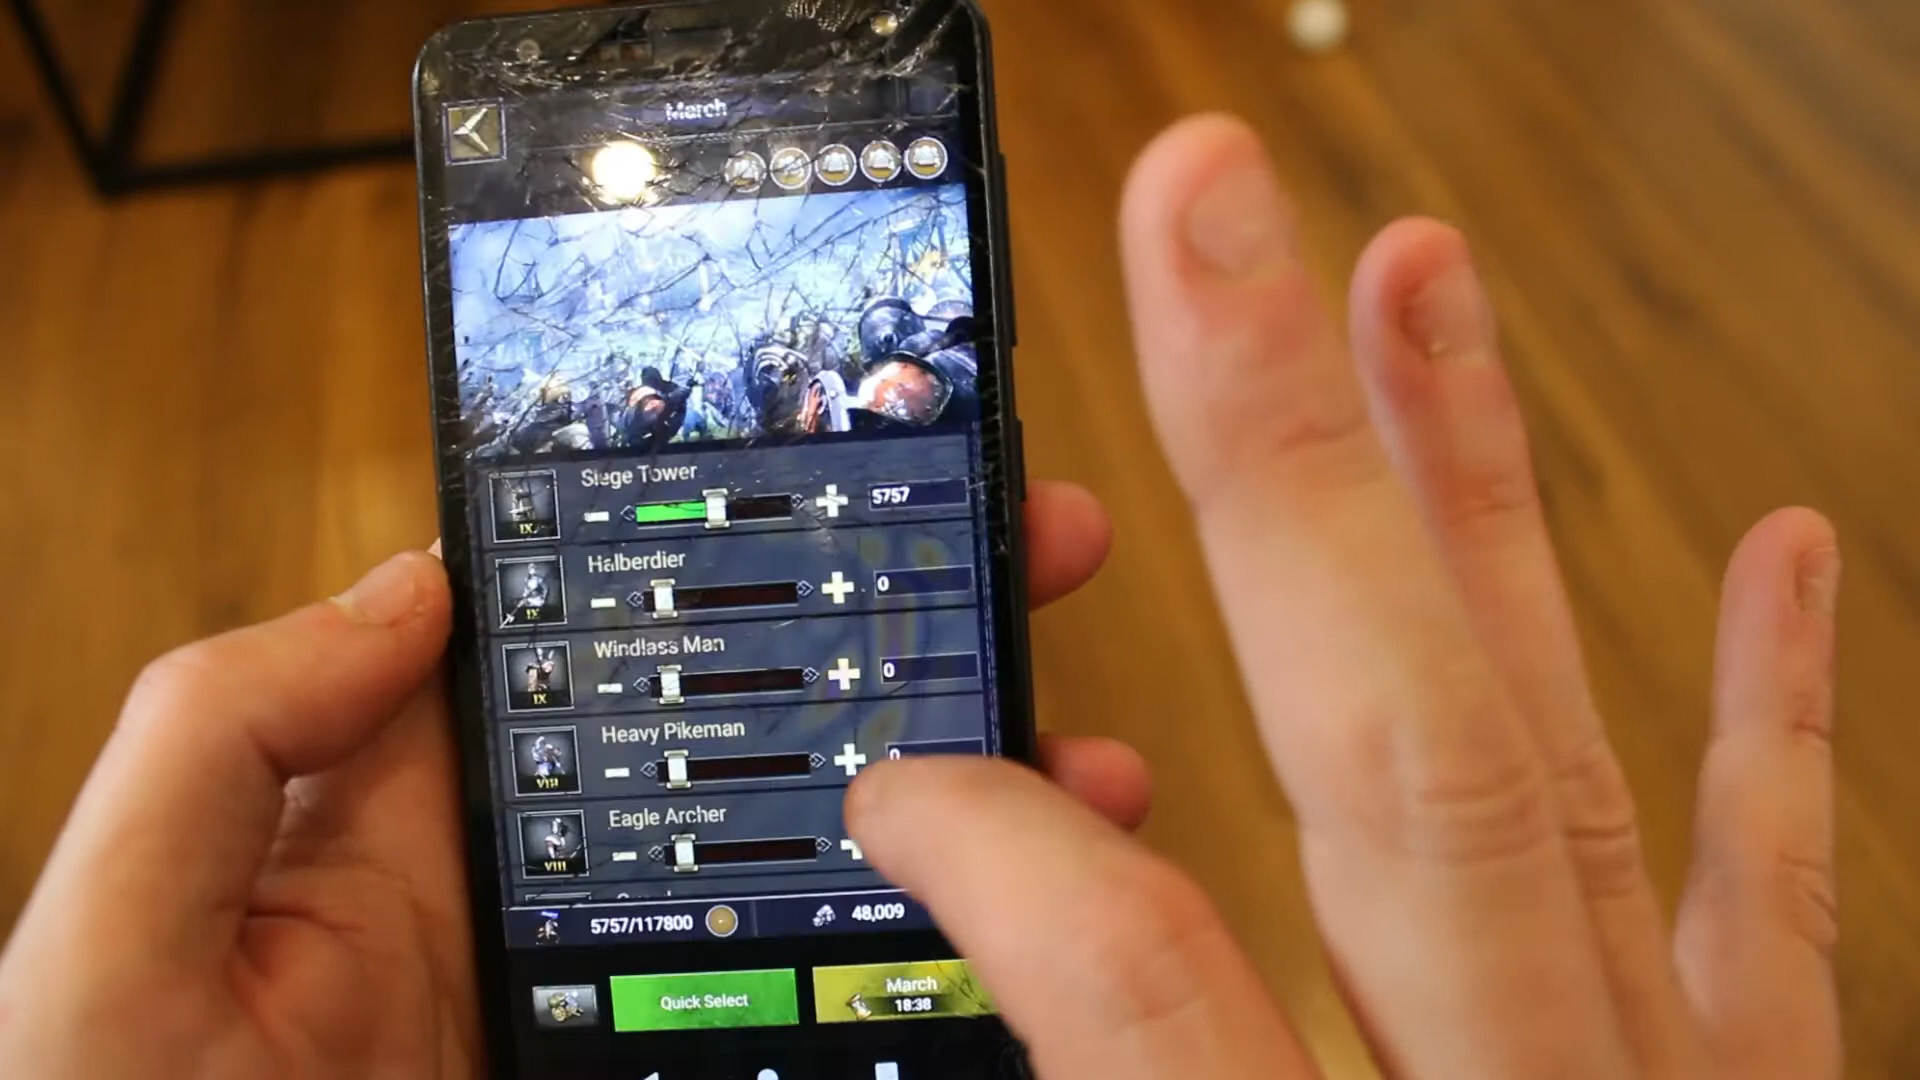 March
Siege Tower
5757
IX
Halberdier
0
IX
Windlass Man
0
IX
Heavy Pikeman
0
VIII
Eagle Archer
VIII
5757/117800
48,009
Quick Select
March
18:38